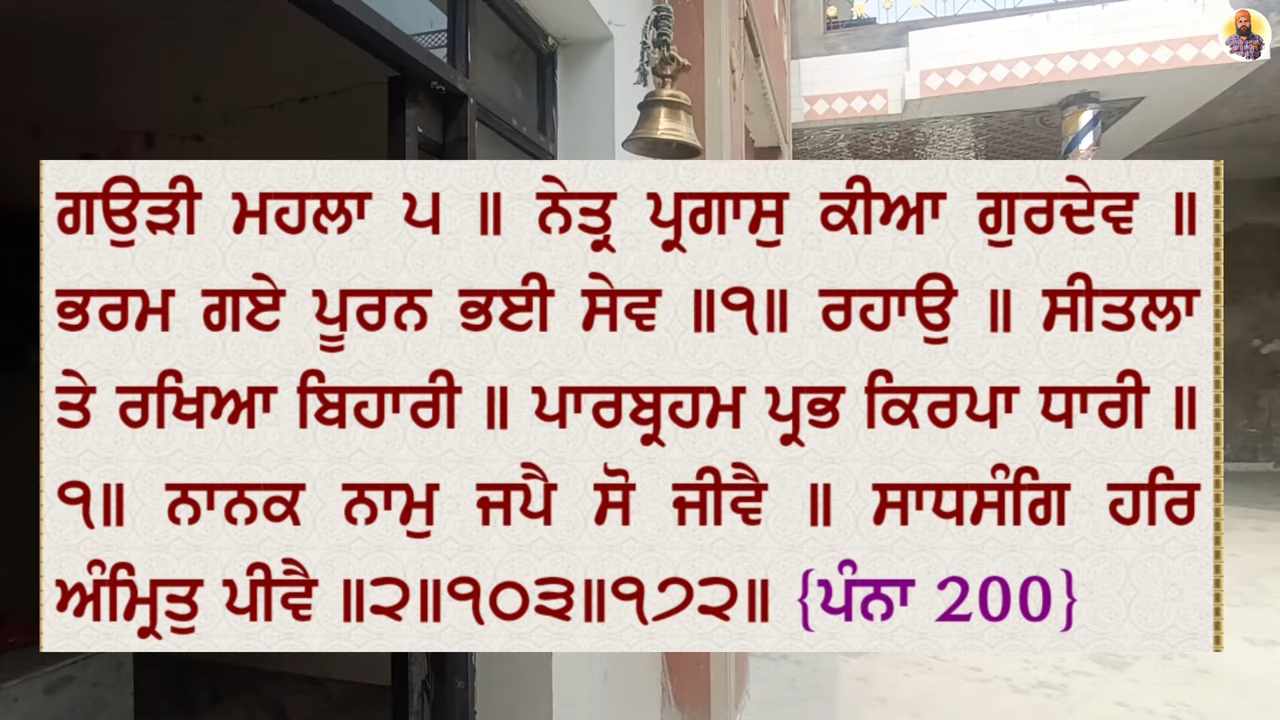 ਗਉੜੀ ਮਹਲਾ ੫ ॥ ਨੇਤ੍ਰ ਪ੍ਰਗਾਸੁ ਕੀਆ ਗੁਰਦੇਵ ॥
ਭਰਮ ਗਏ ਪੂਰਨ ਭਈ ਸੇਵ ॥੧॥ ਰਹਾਉ ॥ ਸੀਤਲਾ
ਤੇ ਰਖਿਆ ਬਿਹਾਰੀ ॥ ਪਾਰਬ੍ਰਹਮ ਪ੍ਰਭ ਕਿਰਪਾ ਧਾਰੀ ॥
੧॥ ਨਾਨਕ ਨਾਮੁ ਜਪੈ ਸੋ ਜੀਵੈ ॥ ਸਾਧਸੰਗਿ ਹਰਿ
ਅੰਮ੍ਰਿਤੁ ਪੀਵੈ ॥੨॥੧੦੩॥੧੭੨॥ {ਪੰਨਾ 200}